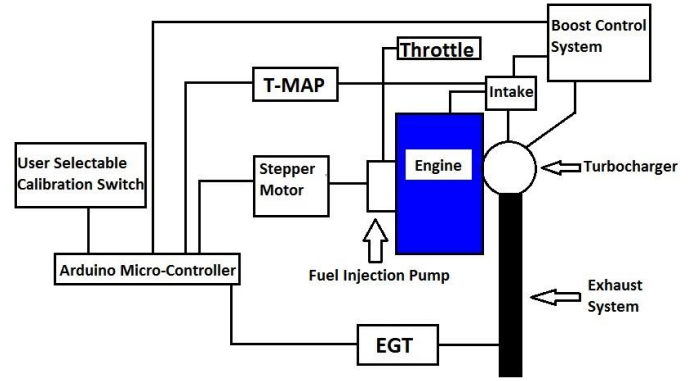 Boost Control
System
Throttle
T-MAP
Intake
User Selectable
Calibration Switch
Stepper
Motor
Engine
Turbocharger
Arduino Micro-Controller
Fuel Injection Pump
Exhaust
System
EGT